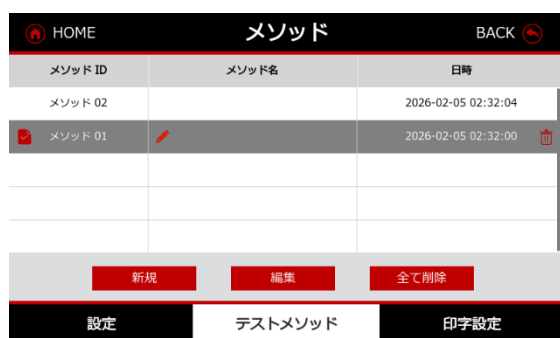 HOME メソッド BACK
メソッド ID メソッド名 日時
メソッド 02 2026-02-05 02:32:04
メソッド 01 2026-02-05 02:32:00
新規 編集 全て削除
設定 テストメソッド 印字設定